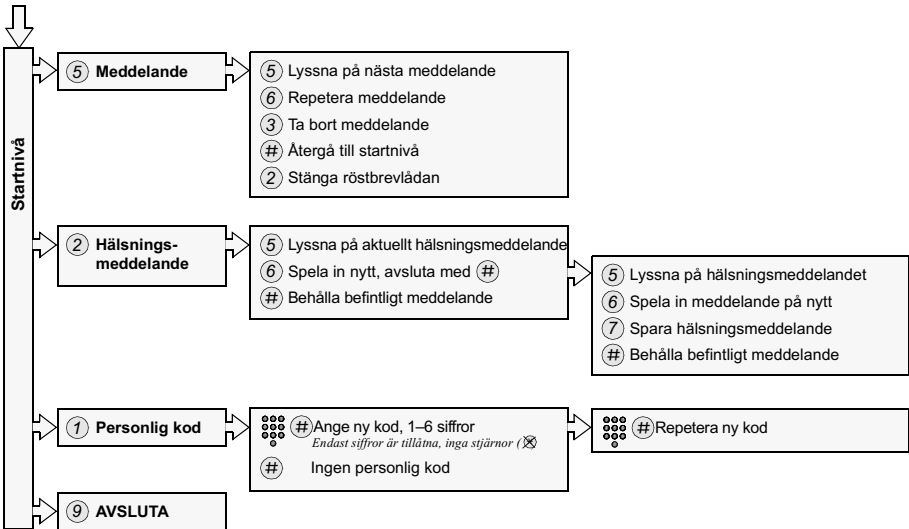 Startnivå
5 Meddelande
5 Lyssna på nästa meddelande
6 Repetera meddelande
3 Ta bort meddelande
# Återgå till startnivå
2 Stänga röstbrevlådan
2 Hälsnings-
meddelande
5 Lyssna på aktuellt hälsningsmeddelande
6 Spela in nytt, avsluta med #
# Behålla befintligt meddelande
5 Lyssna på hälsningsmeddelandet
6 Spela in meddelande på nytt
7 Spara hälsningsmeddelande
# Behålla befintligt meddelande
1 Personlig kod
# Ange ny kod, 1–6 siffror
Endast siffror är tillåtna, inga stjärnor (
# Ingen personlig kod
# Repetera ny kod
9 AVSLUTA